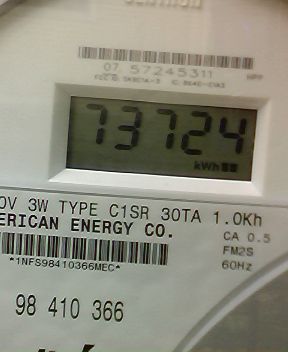 07 57245311 HPP
73724
kWh
0V 3W TYPE C1SR 30TA 1.0Kh
ERICAN ENERGY CO.
CA 0.5
FM2S
60Hz
*1NFS98410366MEC*
98 410 366